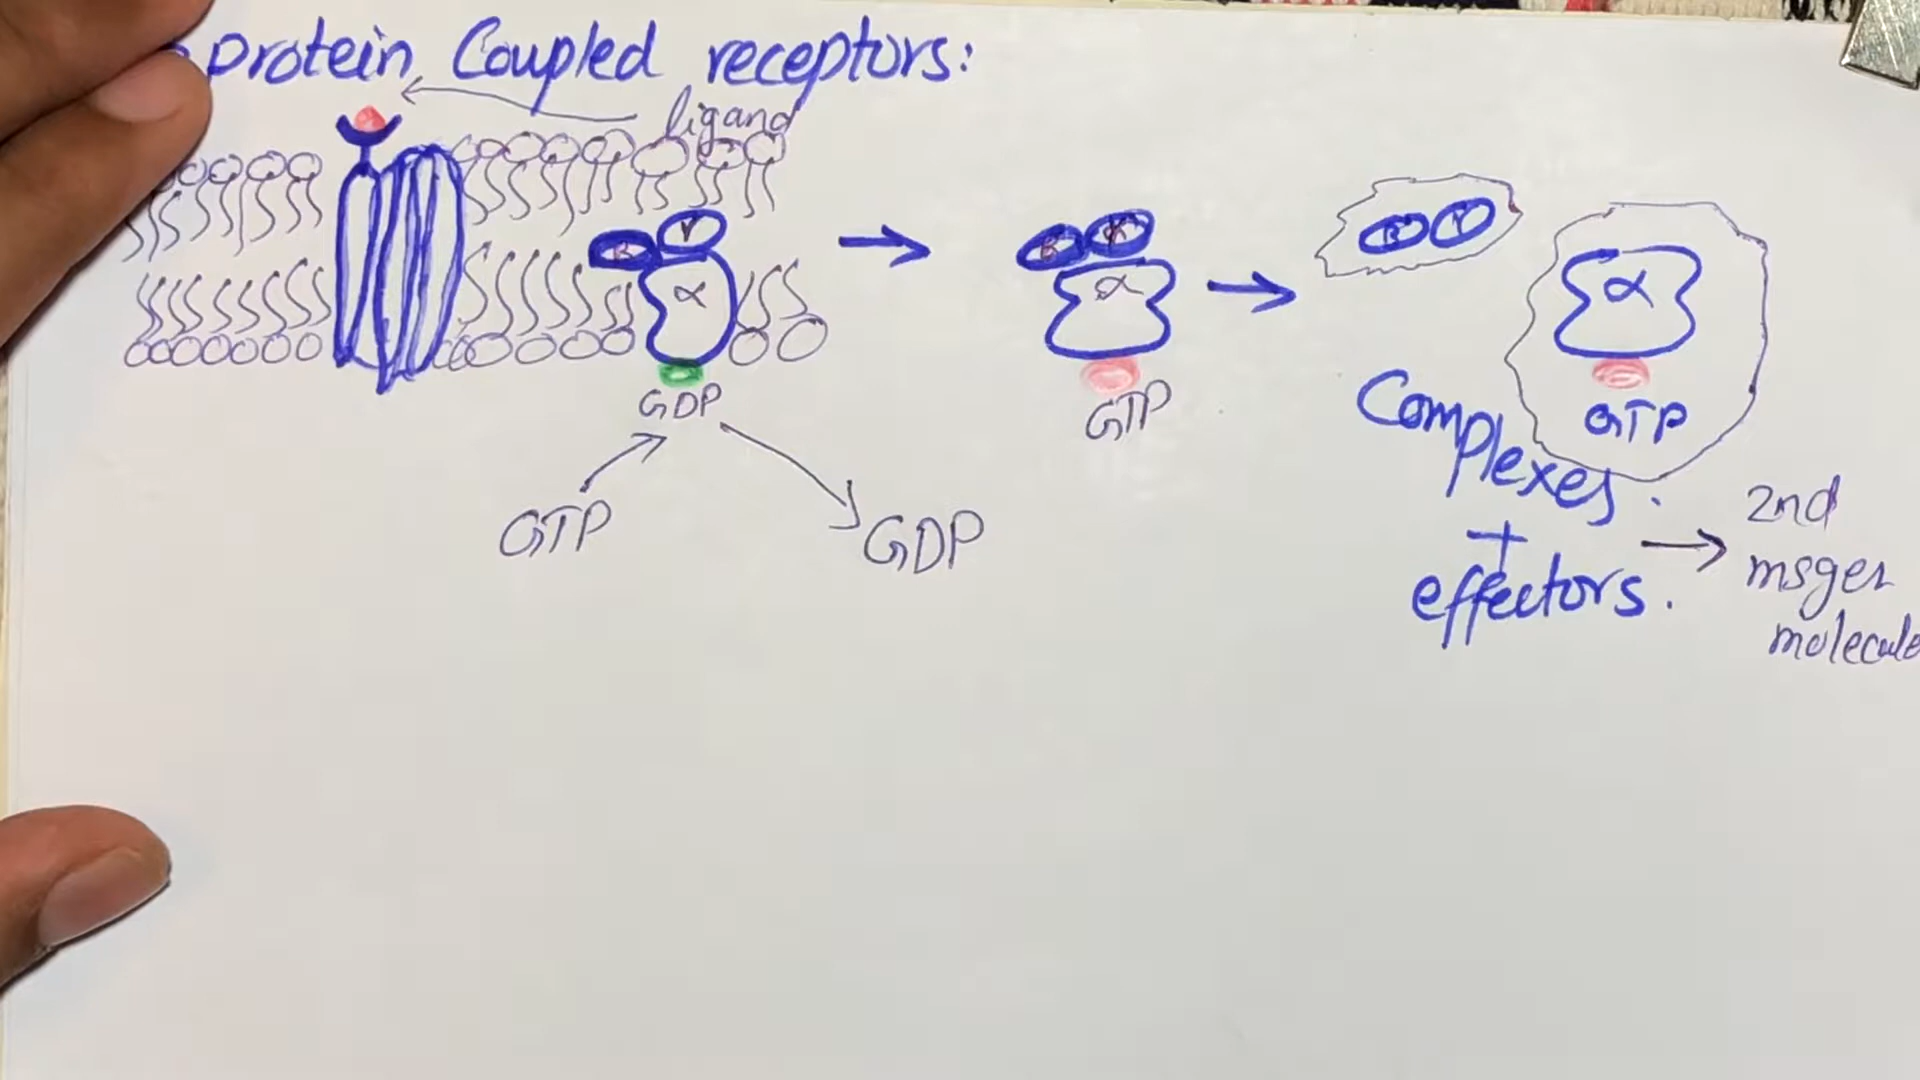 Protein Coupled receptors:
ligand
β γ
α
GDP
GTP
GDP
β γ
α
GTP
β γ
α
GTP
Complexes.
+
effectors.
2nd
msger
molecule